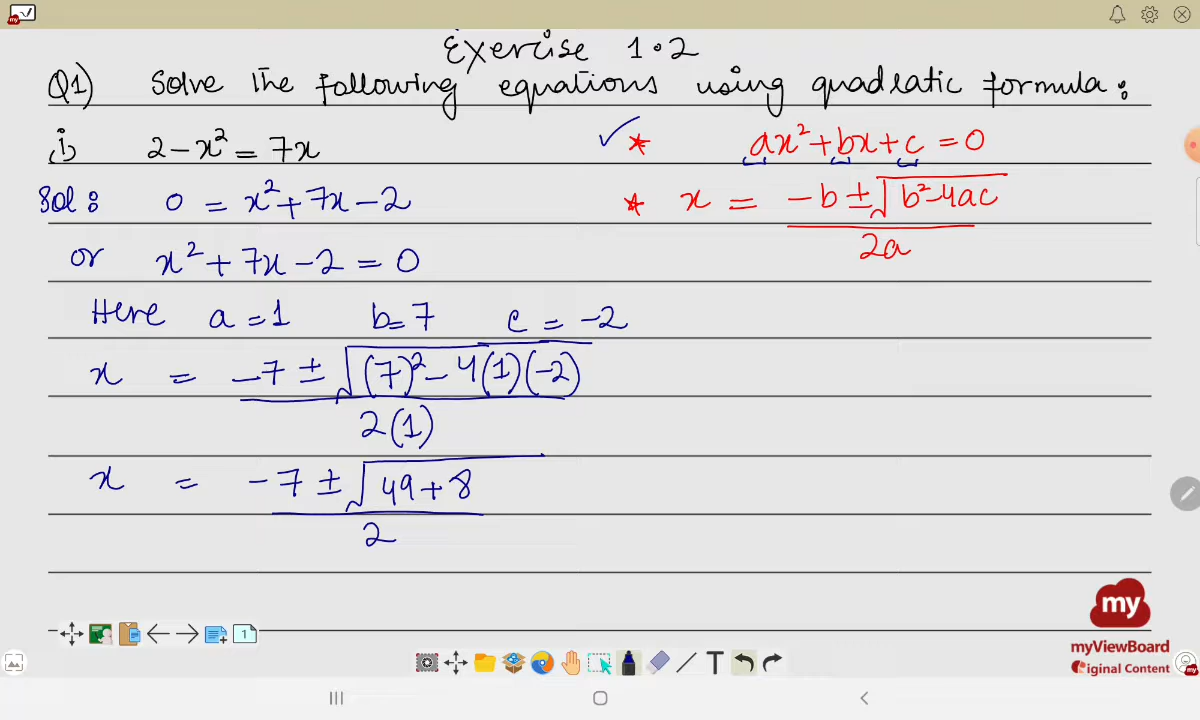 Exercise 1.2
Q1) Solve the following equations using quadratic formula:
i) 2-x² = 7x
* ax²+bx+c=0
Sol: 0 = x²+7x-2
* x = -b±√b²-4ac
2a
or x²+7x-2=0
Here a=1 b=7 c=-2
x = -7±√(7)²-4(1)(-2)
2(1)
x = -7±√49+8
2
1
my
myViewBoard
Original Content